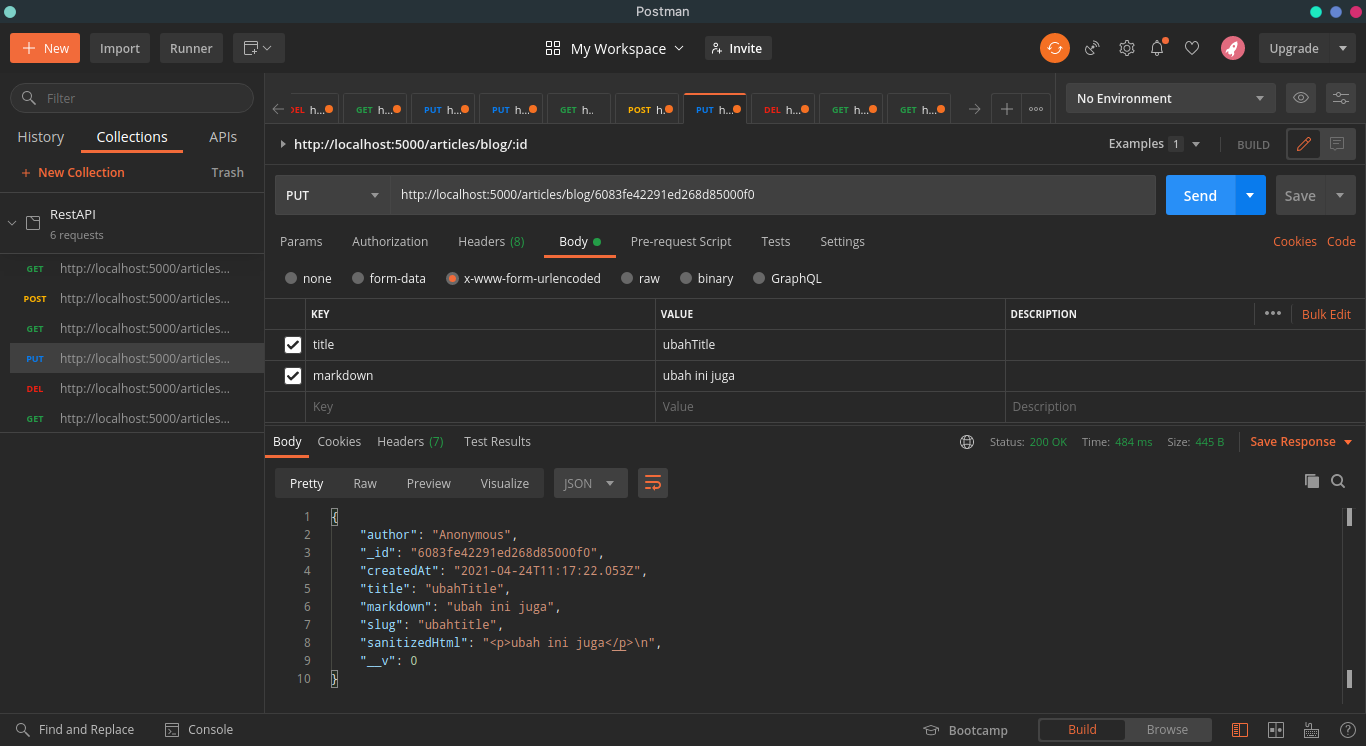 Postman
New Import Runner My Workspace Invite Upgrade
Filter
History Collections APIs
+ New Collection Trash
RestAPI
6 requests
GET http://localhost:5000/articles...
POST http://localhost:5000/articles...
GET http://localhost:5000/articles...
PUT http://localhost:5000/articles...
DEL http://localhost:5000/articles...
GET http://localhost:5000/articles...
DEL h... GET h... PUT h... PUT h... GET h.. POST h. PUT h... DEL h... GET h... GET h... No Environment
http://localhost:5000/articles/blog/:id Examples 1 BUILD
PUT http://localhost:5000/articles/blog/6083fe42291ed268d85000f0 Send Save
Params Authorization Headers (8) Body Pre-request Script Tests Settings Cookies Code
none form-data x-www-form-urlencoded raw binary GraphQL
KEY VALUE DESCRIPTION ••• Bulk Edit
title ubahTitle
markdown ubah ini juga
Key Value Description
Body Cookies Headers (7) Test Results Status: 200 OK Time: 484 ms Size: 445 B Save Response
Pretty Raw Preview Visualize JSON
1 {
2 "author": "Anonymous",
3 "_id": "6083fe42291ed268d85000f0",
4 "createdAt": "2021-04-24T11:17:22.053Z",
5 "title": "ubahTitle",
6 "markdown": "ubah ini juga",
7 "slug": "ubahtitle",
8 "sanitizedHtml": "<p>ubah ini juga</p>\n",
9 "__v": 0
10 }
Find and Replace Console Bootcamp Build Browse